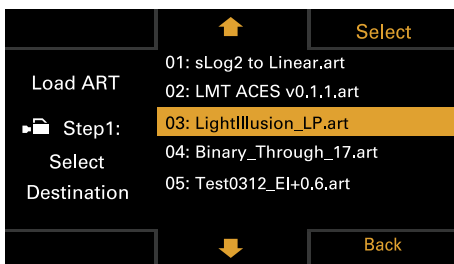 Select
Load ART
Step1:
Select
Destination
01: sLog2 to Linear.art
02: LMT ACES v0.1.1.art
03: LightIllusion_LP.art
04: Binary_Through_17.art
05: Test0312_EI+0.6.art
Back